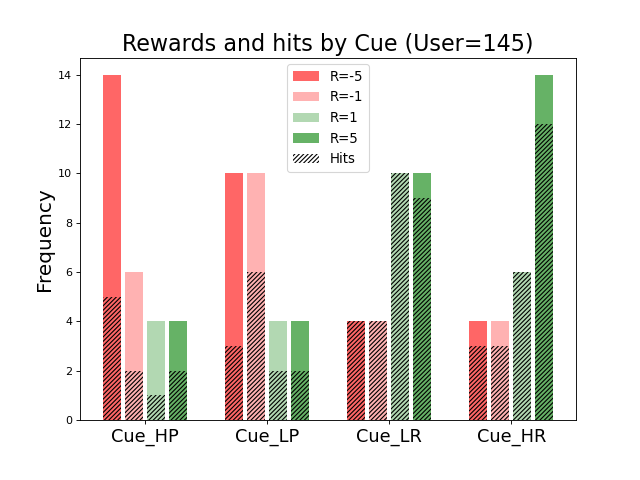 Rewards and hits by Cue (User=145)
R=-5
R=-1
R=1
R=5
Hits
Frequency
14
12
10
8
6
4
2
0
Cue_HP
Cue_LP
Cue_LR
Cue_HR